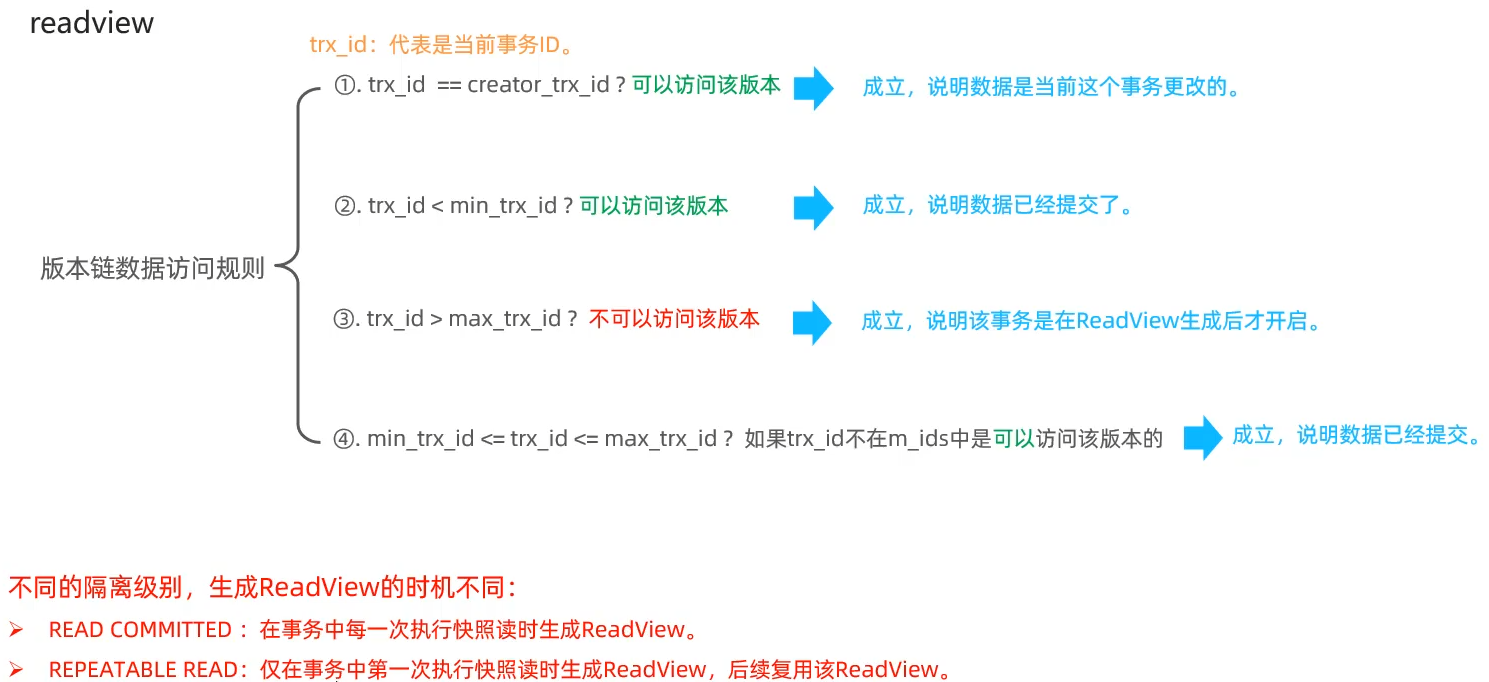 readview
trx_id：代表是当前事务ID。
①. trx_id == creator_trx_id ? 可以访问该版本
成立，说明数据是当前这个事务更改的。
②. trx_id < min_trx_id ? 可以访问该版本
成立，说明数据已经提交了。
版本链数据访问规则
③. trx_id > max_trx_id ? 不可以访问该版本
成立，说明该事务是在ReadView生成后才开启。
④. min_trx_id <= trx_id <= max_trx_id ? 如果trx_id不在m_ids中是可以访问该版本的
成立，说明数据已经提交。
不同的隔离级别，生成ReadView的时机不同：
➢ READ COMMITTED ：在事务中每一次执行快照读时生成ReadView。
➢ REPEATABLE READ：仅在事务中第一次执行快照读时生成ReadView，后续复用该ReadView。